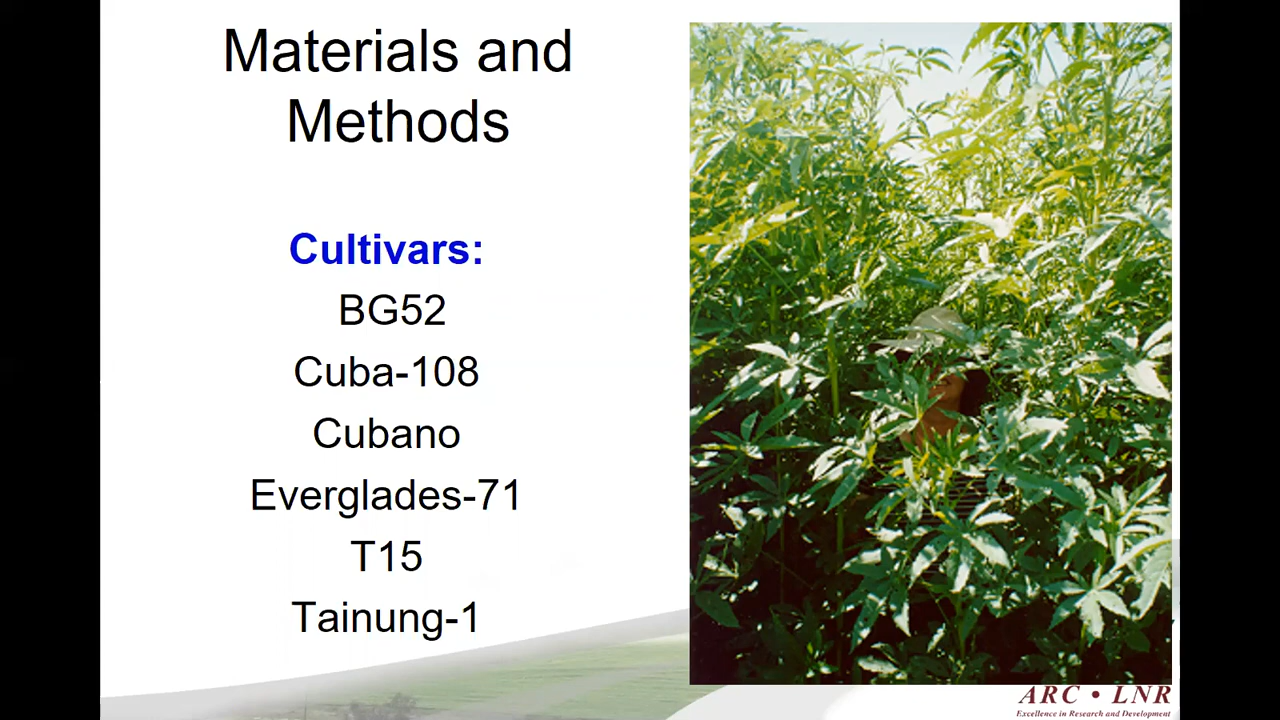 Materials and
Methods
Cultivars:
BG52
Cuba-108
Cubano
Everglades-71
T15
Tainung-1
ARC • LNR
Excellence in Research and Development